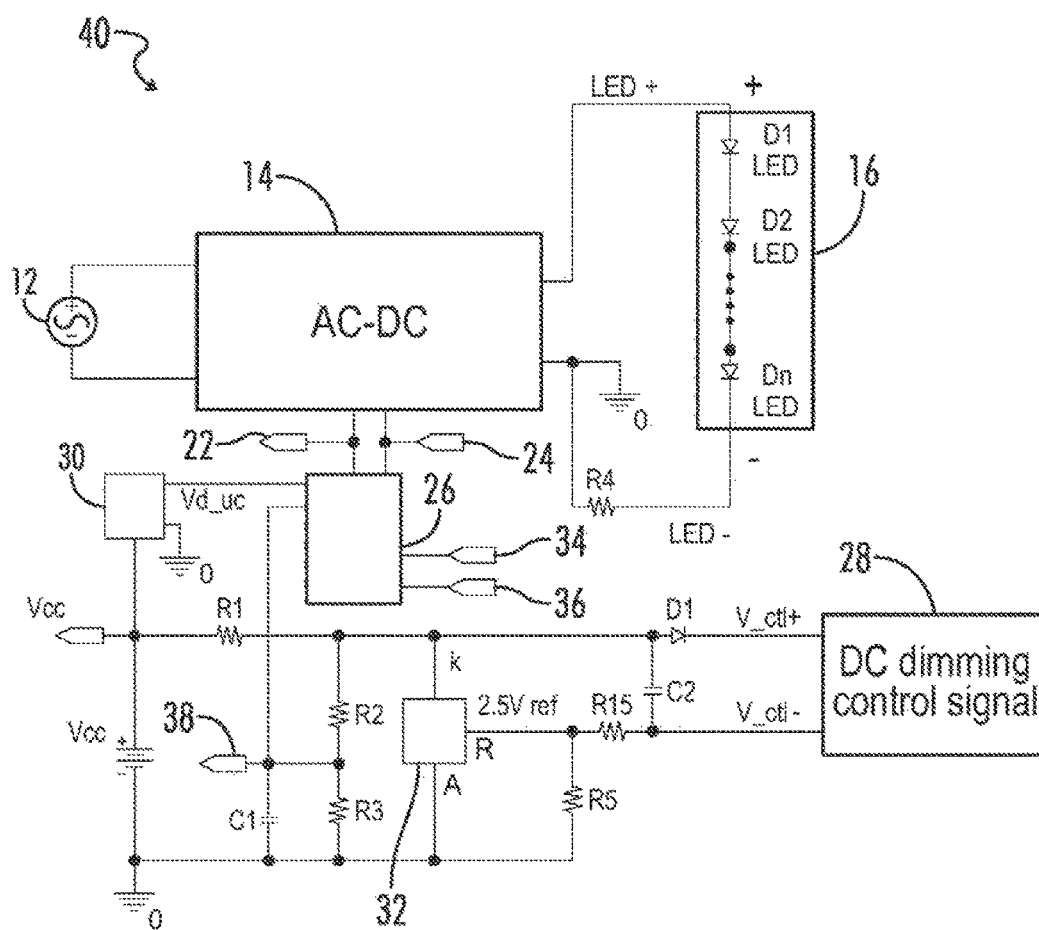 40
LED +
+
D1
LED
16
14
D2
LED
12
+
-
AC-DC
Dn
LED
0
22
24
-
30
Vd_uc
26
R4
LED -
0
34
36
28
Vcc
R1
D1
V_ctl+
k
DC dimming
control signal
C2
R2
2.5V ref
R15
V_ctl -
38
Vcc
+
-
R
A
R5
C1
R3
32
0